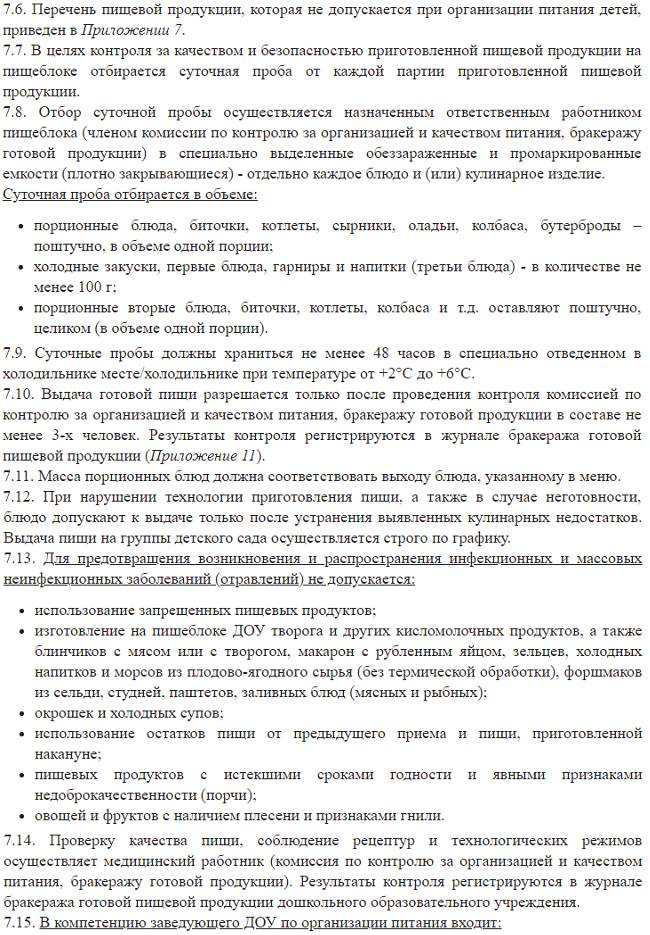 7.6. Перечень пищевой продукции, которая не допускается при организации питания детей,
приведен в Приложении 7.
7.7. В целях контроля за качеством и безопасностью приготовленной пищевой продукции на
пищеблоке отбирается суточная проба от каждой партии приготовленной пищевой
продукции.
7.8. Отбор суточной пробы осуществляется назначенным ответственным работником
пищеблока (членом комиссии по контролю за организацией и качеством питания, бракеражу
готовой продукции) в специально выделенные обеззараженные и промаркированные
емкости (плотно закрывающиеся) - отдельно каждое блюдо и (или) кулинарное изделие.
Суточная проба отбирается в объеме:
• порционные блюда, биточки, котлеты, сырники, оладьи, колбаса, бутерброды –
поштучно, в объеме одной порции;
• холодные закуски, первые блюда, гарниры и напитки (третьи блюда) - в количестве не
менее 100 г;
• порционные вторые блюда, биточки, котлеты, колбаса и т.д. оставляют поштучно,
целиком (в объеме одной порции).
7.9. Суточные пробы должны храниться не менее 48 часов в специально отведенном в
холодильнике месте/холодильнике при температуре от +2°С до +6°С.
7.10. Выдача готовой пищи разрешается только после проведения контроля комиссией по
контролю за организацией и качеством питания, бракеражу готовой продукции в составе не
менее 3-х человек. Результаты контроля регистрируются в журнале бракеража готовой
пищевой продукции (Приложение 11).
7.11. Масса порционных блюд должна соответствовать выходу блюда, указанному в меню.
7.12. При нарушении технологии приготовления пищи, а также в случае неготовности,
блюдо допускают к выдаче только после устранения выявленных кулинарных недостатков.
Выдача пищи на группы детского сада осуществляется строго по графику.
7.13. Для предотвращения возникновения и распространения инфекционных и массовых
неинфекционных заболеваний (отравлений) не допускается:
• использование запрещенных пищевых продуктов;
• изготовление на пищеблоке ДОУ творога и других кисломолочных продуктов, а также
блинчиков с мясом или с творогом, макарон с рубленным яйцом, зельцев, холодных
напитков и морсов из плодово-ягодного сырья (без термической обработки), форшмаков
из сельди, студней, паштетов, заливных блюд (мясных и рыбных);
• окрошек и холодных супов;
• использование остатков пищи от предыдущего приема и пищи, приготовленной
накануне;
• пищевых продуктов с истекшими сроками годности и явными признаками
недоброкачественности (порчи);
• овощей и фруктов с наличием плесени и признаками гнили.
7.14. Проверку качества пищи, соблюдение рецептур и технологических режимов
осуществляет медицинский работник (комиссия по контролю за организацией и качеством
питания, бракеражу готовой продукции). Результаты контроля регистрируются в журнале
бракеража готовой пищевой продукции дошкольного образовательного учреждения.
7.15. В компетенцию заведующего ДОУ по организации питания входит: